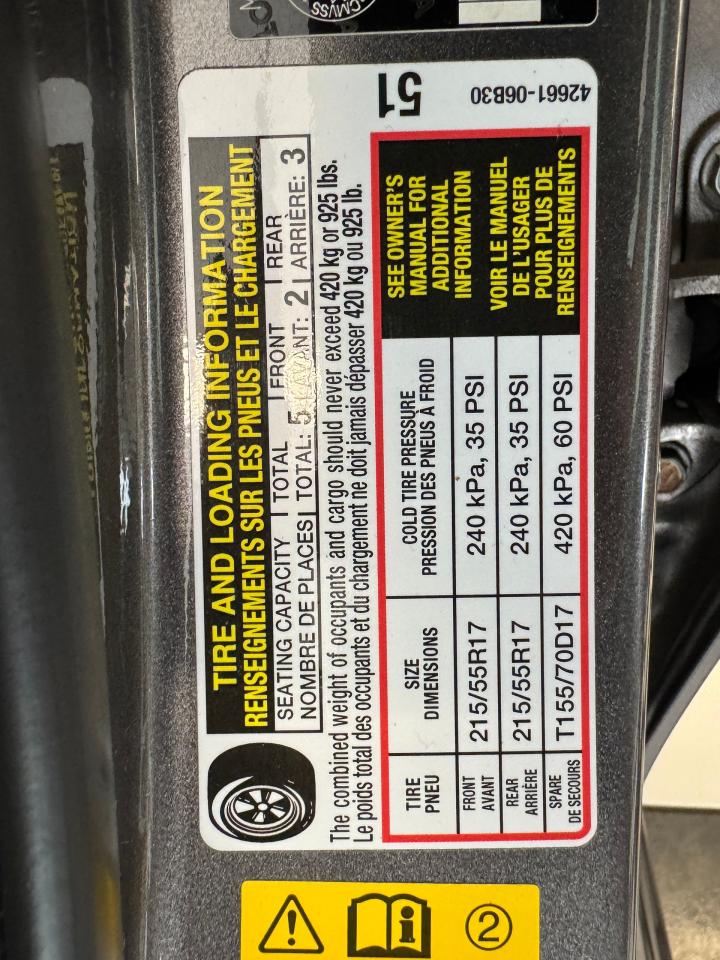 TIRE AND LOADING INFORMATION
RENSEIGNEMENTS SUR LES PNEUS ET LE CHARGEMENT
SEATING CAPACITY | TOTAL | FRONT | REAR
NOMBRE DE PLACES | TOTAL: 5 | AVANT: 2 | ARRIÈRE: 3
The combined weight of occupants and cargo should never exceed 420 kg or 925 lbs.
Le poids total des occupants et du chargement ne doit jamais dépasser 420 kg ou 925 lb.
TIRE
PNEU
SIZE
DIMENSIONS
COLD TIRE PRESSURE
PRESSION DES PNEUS À FROID
FRONT
AVANT
215/55R17
240 kPa, 35 PSI
REAR
ARRIÈRE
215/55R17
240 kPa, 35 PSI
SPARE
DE SECOURS
T155/70D17
420 kPa, 60 PSI
SEE OWNER'S
MANUAL FOR
ADDITIONAL
INFORMATION
VOIR LE MANUEL
DE L'USAGER
POUR PLUS DE
RENSEIGNEMENTS
51
42661-06B30
CMVSS
2